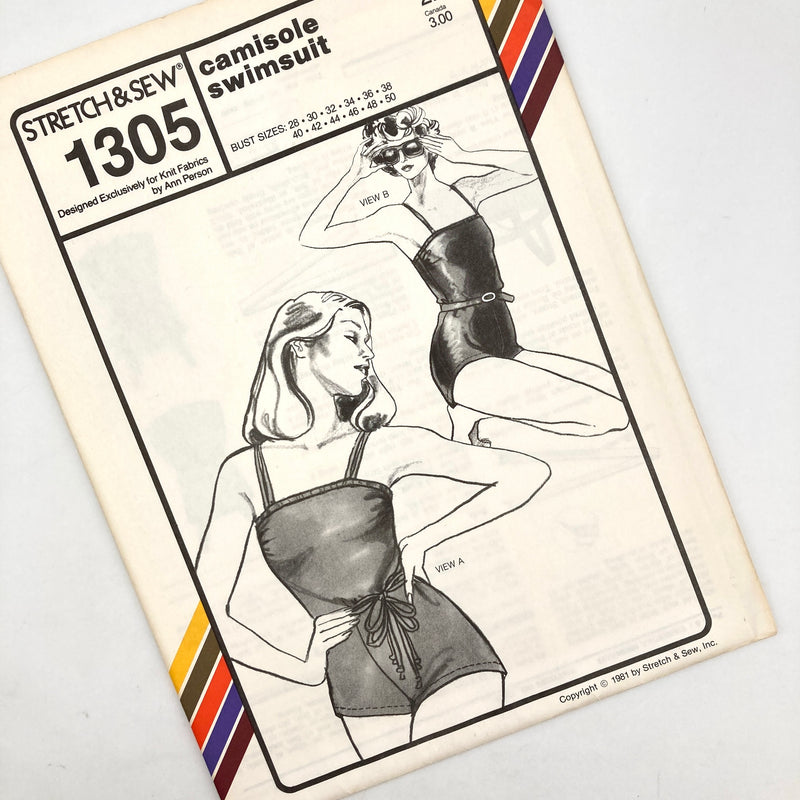 STRETCH & SEW®
1305
Designed Exclusively for Knit Fabrics
by Ann Person
camisole
swimsuit
BUST SIZES: 28 • 30 • 32 • 34 • 36 • 38
40 • 42 • 44 • 46 • 48 • 50
Canada
3.00
VIEW B
VIEW A
Copyright © 1981 by Stretch & Sew, Inc.